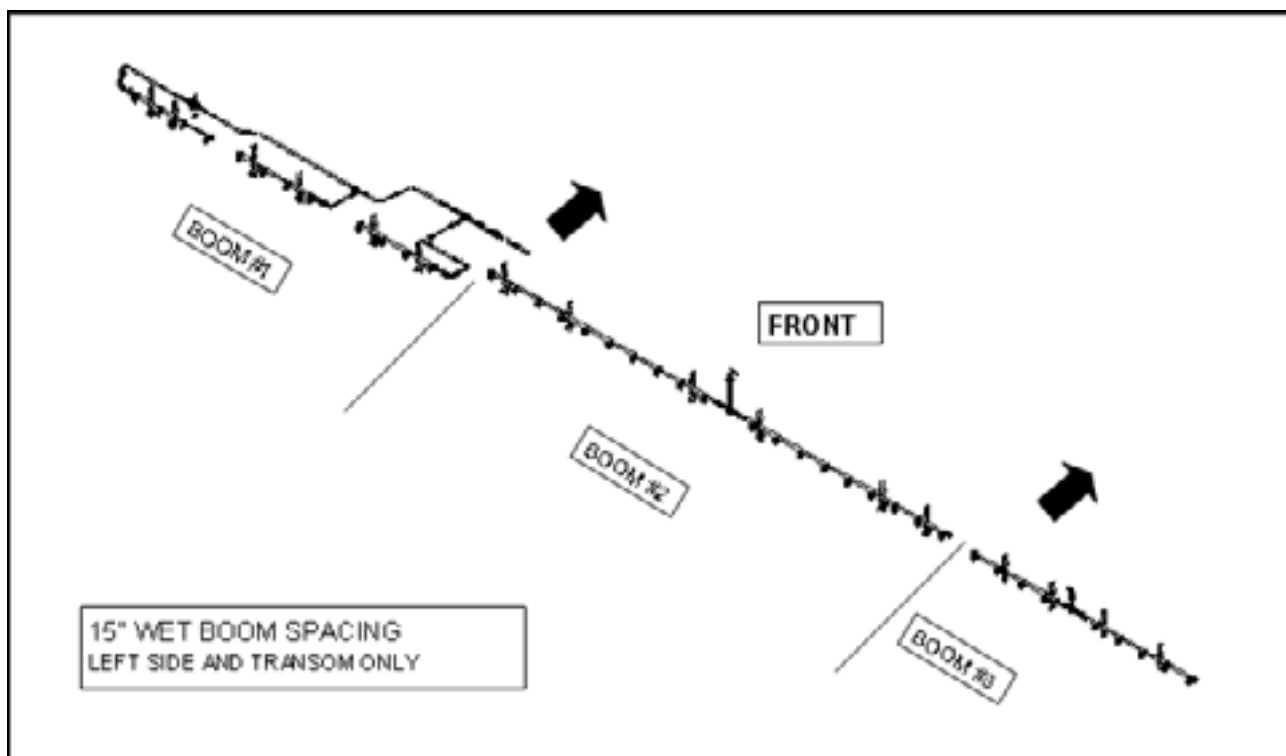 BOOM #1
FRONT
BOOM #2
BOOM #3
15" WET BOOM SPACING
LEFT SIDE AND TRANSOM ONLY